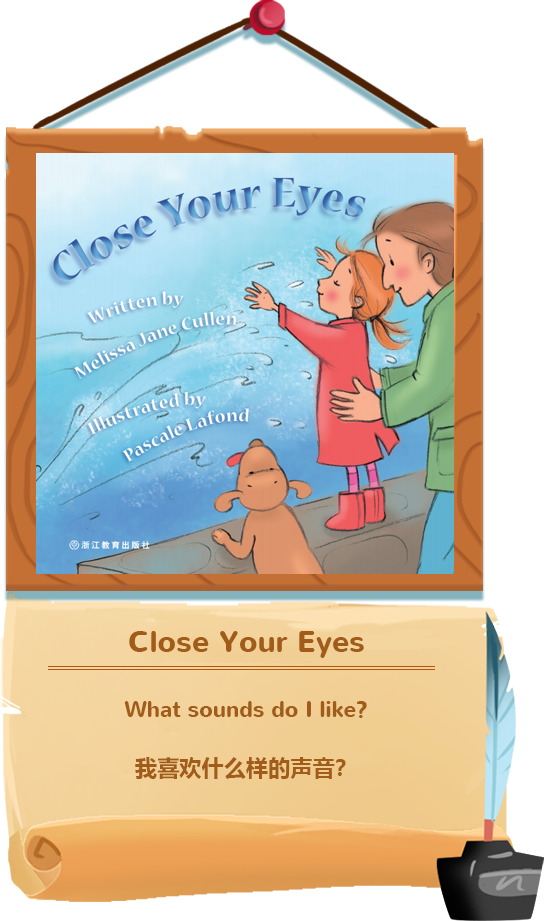 Close Your Eyes
Written by
Melissa Jane Cullen
Illustrated by
Pascale Lafond
浙江教育出版社
Close Your Eyes
What sounds do I like?
我喜欢什么样的声音?